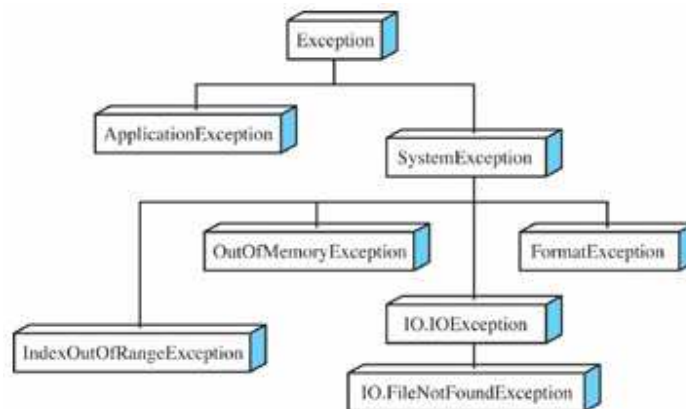 Exception
ApplicationException
SystemException
OutOfMemoryException
FormatException
IndexOutOfRangeException
IO.IOException
IO.FileNotFoundException